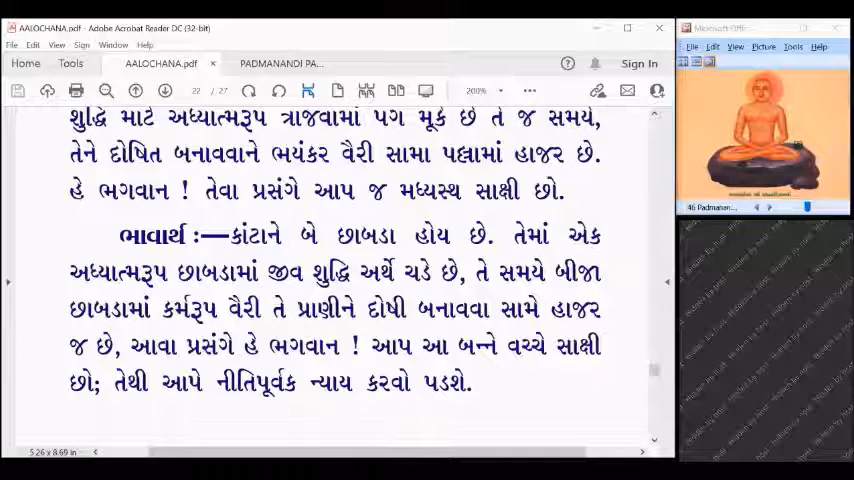 AALOCHANA.pdf - Adobe Acrobat Reader DC (32-bit)
File Edit View Sign Window Help
Home Tools AALOCHANA.pdf × PADMANANDI PA... Sign In
22 / 27 200%
શુદ્ધિ માટે અધ્યાત્મરૂપ ત્રાજવામાં પગ મૂકે છે તે જ સમયે,
તેને દોષિત બનાવવાને ભયંકર વૈરી સામા પલ્લામાં હાજર છે.
હે ભગવાન ! તેવા પ્રસંગે આપ જ મધ્યસ્થ સાક્ષી છો.
ભાવાર્થ :—કાંટાને બે છાબડા હોય છે. તેમાં એક
અધ્યાત્મરૂપ છાબડામાં જીવ શુદ્ધિ અર્થે ચડે છે, તે સમયે બીજા
છાબડામાં કર્મરૂપ વૈરી તે પ્રાણીને દોષી બનાવવા સામે હાજર
જ છે, આવા પ્રસંગે હે ભગવાન ! આપ આ બન્ને વચ્ચે સાક્ષી
છો; તેથી આપે નીતિપૂર્વક ન્યાય કરવો પડશે.
5.26 x 8.69 in
Microsoft Offic...
File Edit View Picture Tools Help
46 Padmanan...